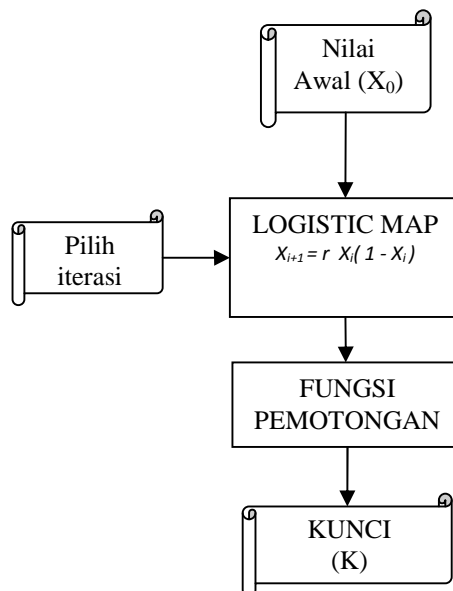 Nilai
Awal (X₀)
Pilih
iterasi
LOGISTIC MAP
Xᵢ₊₁ = r Xᵢ( 1 - Xᵢ )
FUNGSI
PEMOTONGAN
KUNCI
(K)